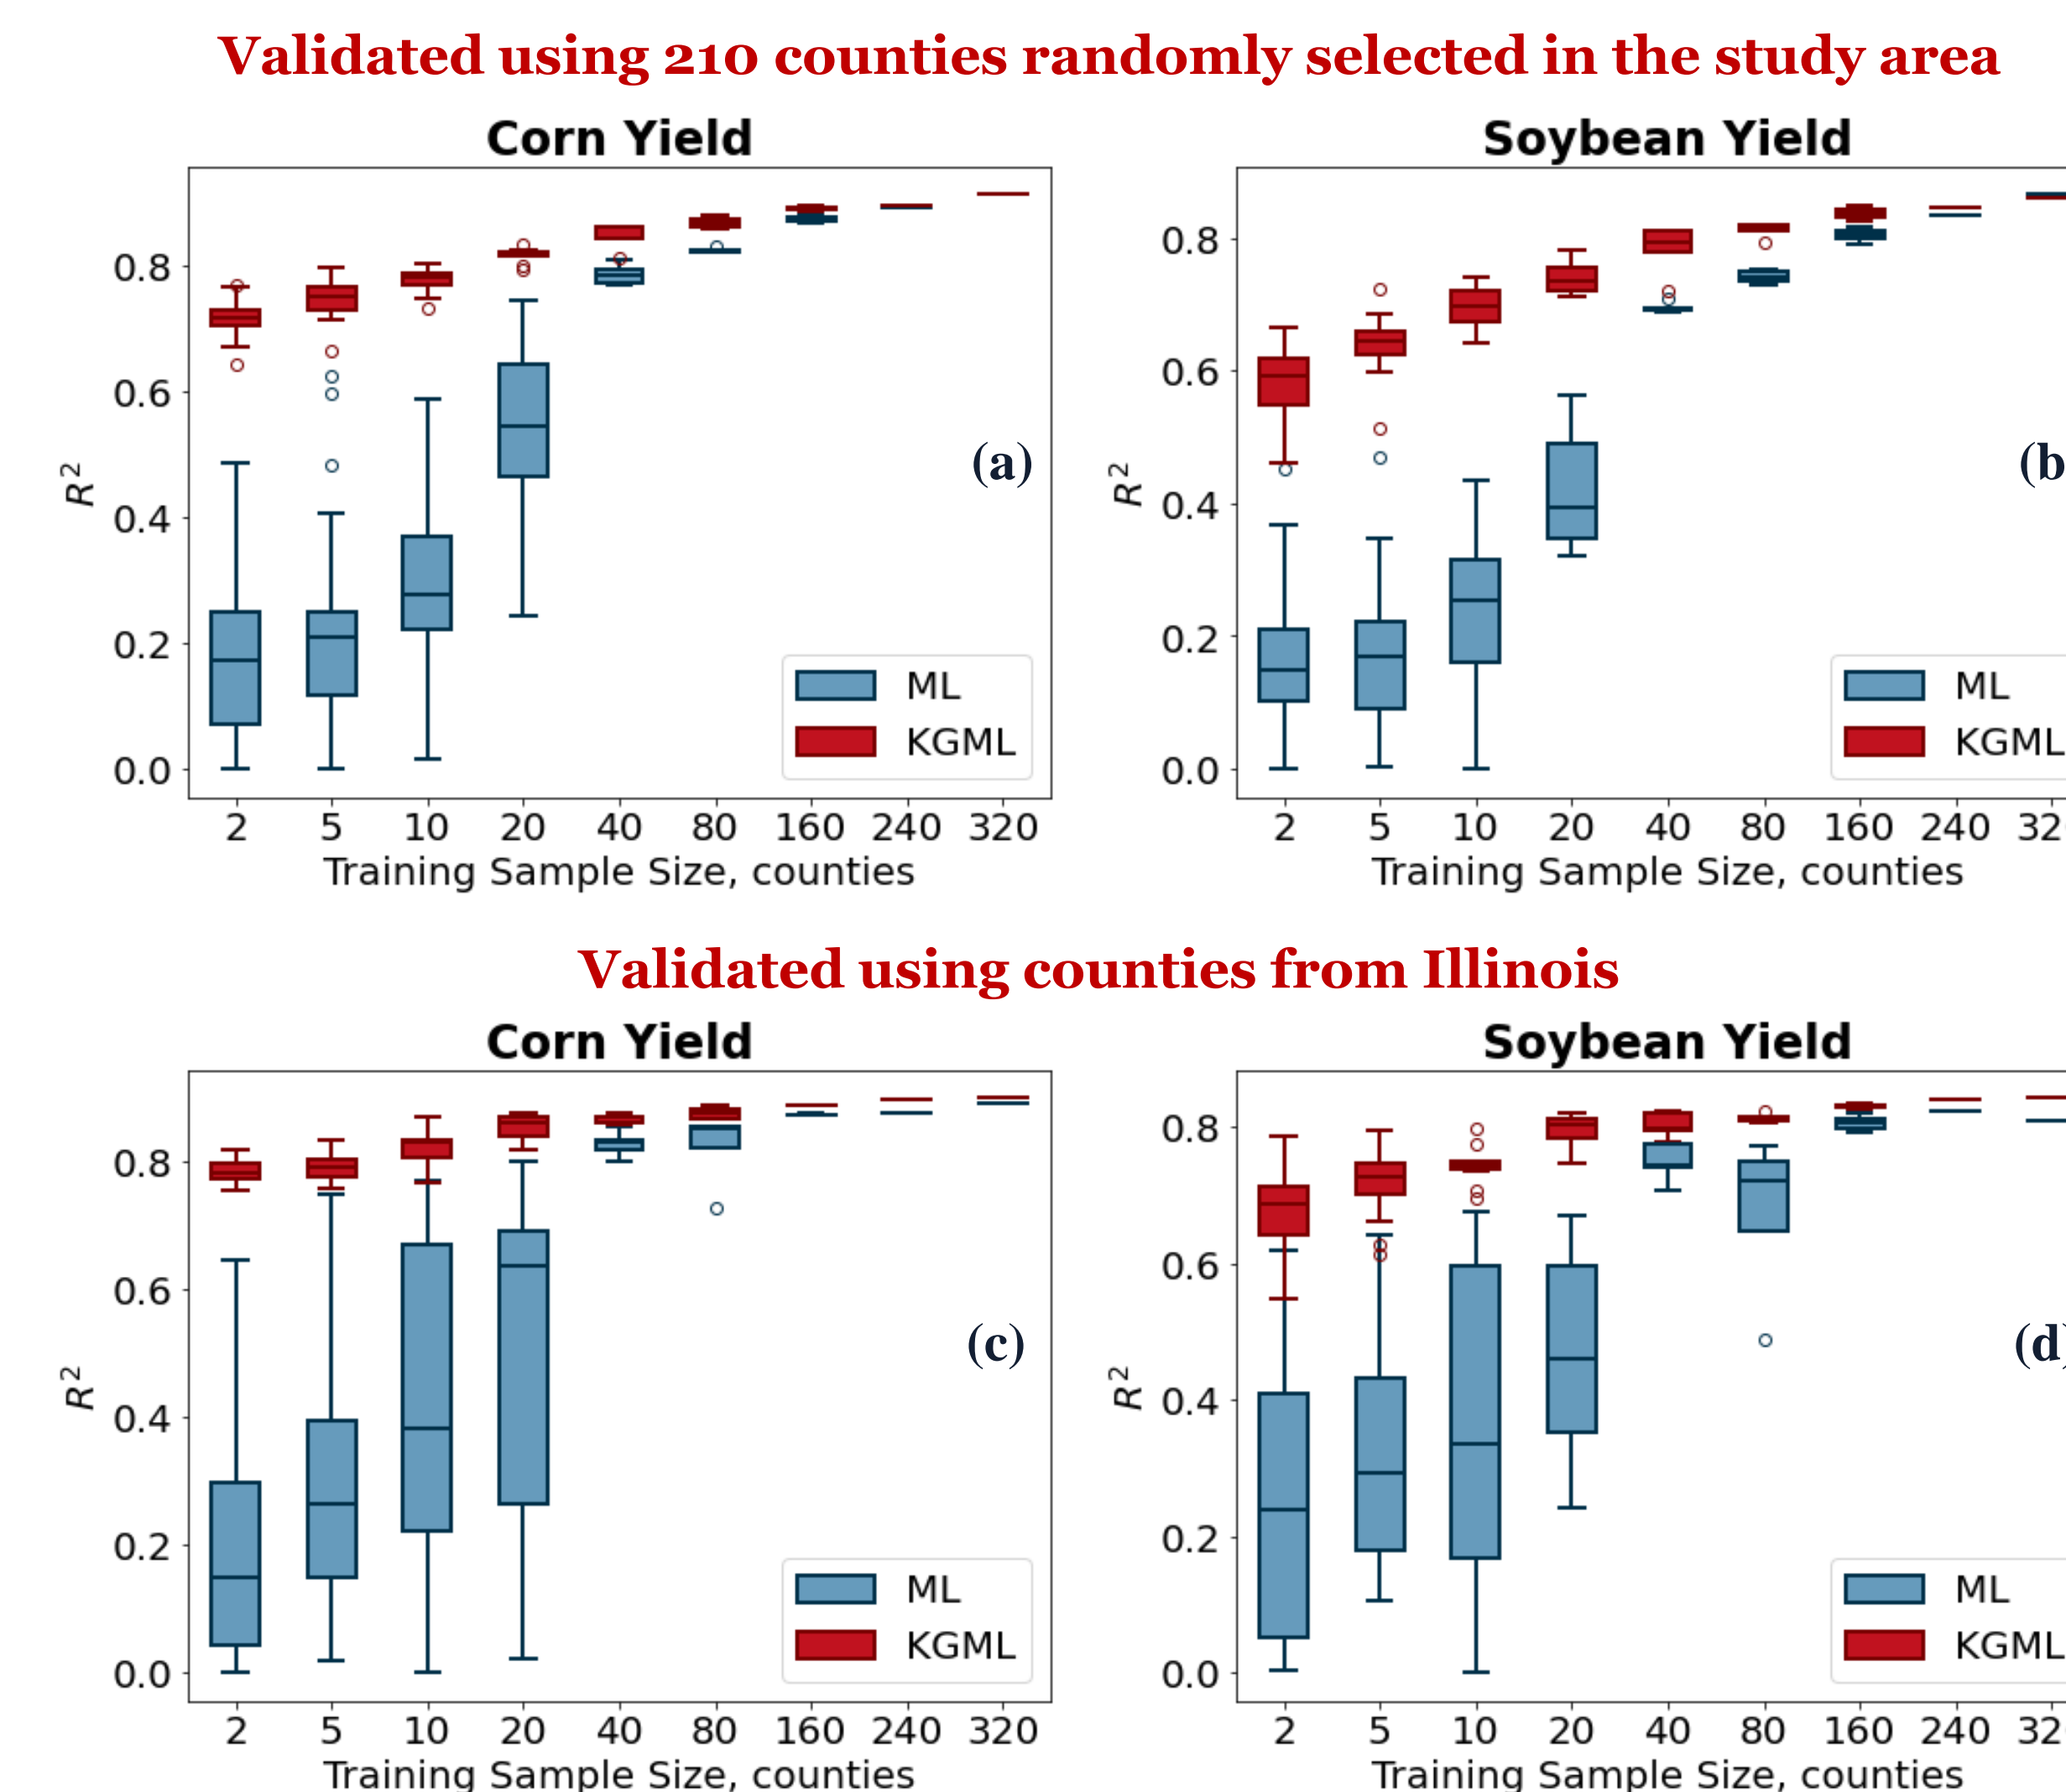 Validated using 210 counties randomly selected in the study area
Corn Yield
R²
0.8
0.6
0.4
0.2
0.0
(a)
ML
KGML
2 5 10 20 40 80 160 240 320
Training Sample Size, counties
Soybean Yield
R²
0.8
0.6
0.4
0.2
0.0
(b
ML
KGML
2 5 10 20 40 80 160 240 32
Training Sample Size, counties
Validated using counties from Illinois
Corn Yield
R²
0.8
0.6
0.4
0.2
0.0
(c)
ML
KGML
2 5 10 20 40 80 160 240 320
Training Sample Size, counties
Soybean Yield
R²
0.8
0.6
0.4
0.2
0.0
(d)
ML
KGML
2 5 10 20 40 80 160 240 32
Training Sample Size, counties